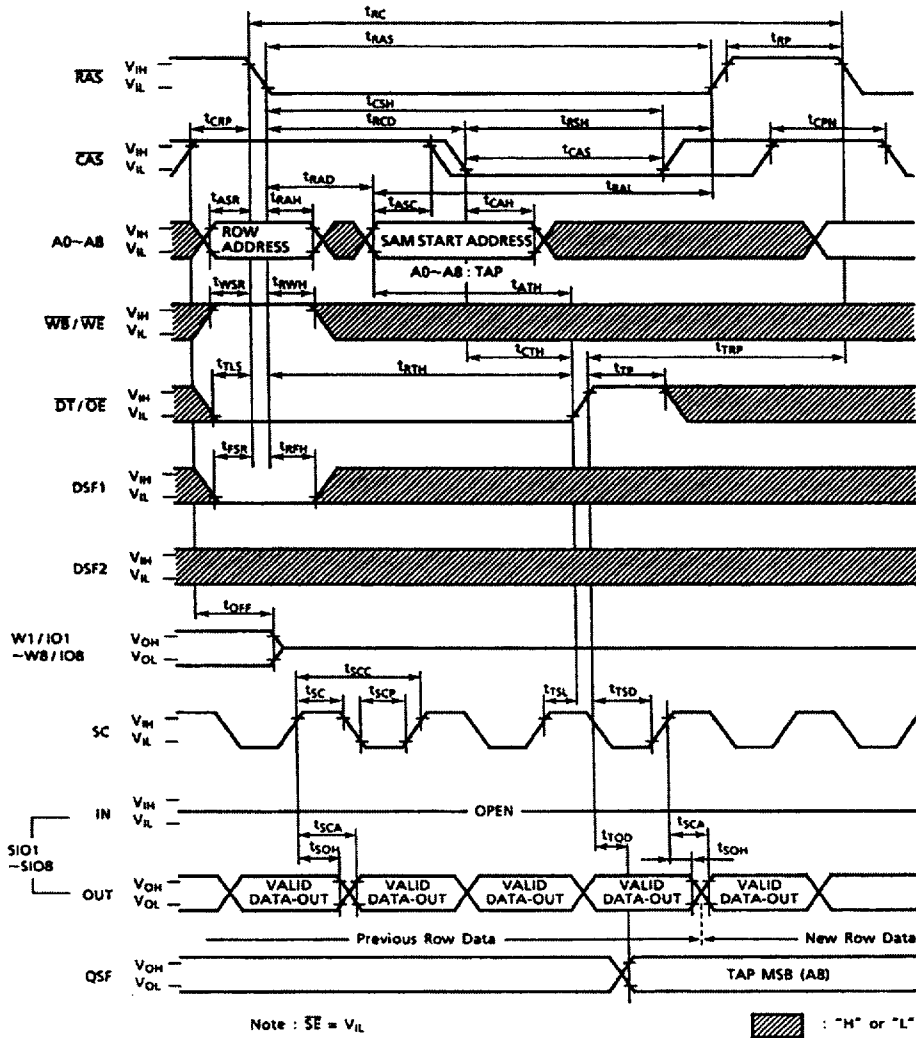 tRC
tRAS tRP
RAS VIH
VIL
tCSH
tCRP tRCD tRSH tCPN
CAS VIH
VIL
tCAS
tRAD tRAL
tASR tRAH tASC tCAH
A0~A8 VIH
VIL
ROW ADDRESS SAM START ADDRESS
A0~A8 : TAP
tATH
tWSR tRWH
WB / WE VIH
VIL
tCTH tTRP
tTLS tRTH tTP
DT / OE VIH
VIL
tFSR tRFH
DSF1 VIH
VIL
DSF2 VIH
VIL
tOFF
W1 / IO1
~W8 / IO8
VOH
VOL
tSCC
tSC tSCP tTSL tTSD
SC VIH
VIL
IN VIH
VIL
OPEN
SIO1
~SIO8
tSCA tTQD tSCA
tSOH tSOH
OUT VOH
VOL
VALID DATA-OUT VALID DATA-OUT VALID DATA-OUT VALID DATA-OUT VALID DATA-OUT
Previous Row Data New Row Data
QSF VOH
VOL
TAP MSB (A8)
Note : SE = VIL : "H" or "L"